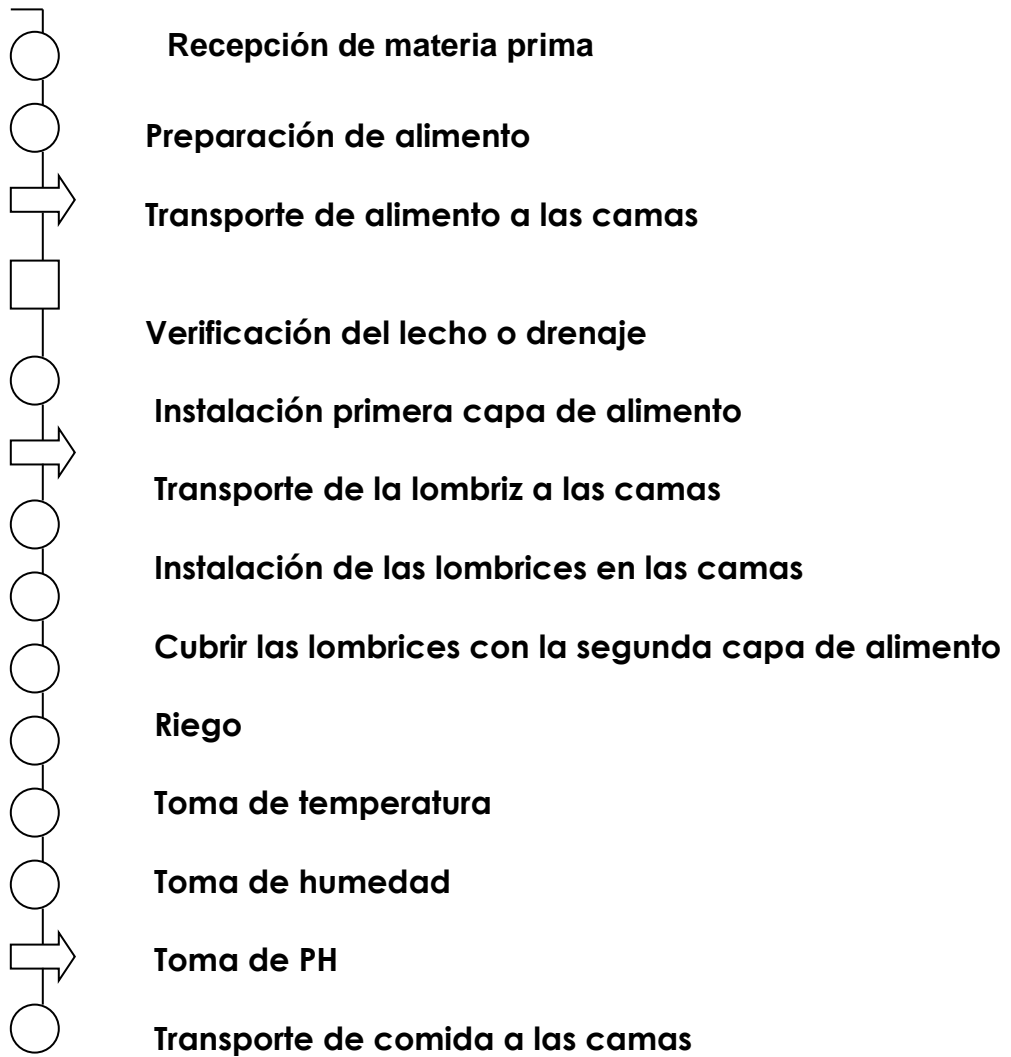 Recepción de materia prima
Preparación de alimento
Transporte de alimento a las camas
Verificación del lecho o drenaje
Instalación primera capa de alimento
Transporte de la lombriz a las camas
Instalación de las lombrices en las camas
Cubrir las lombrices con la segunda capa de alimento
Riego
Toma de temperatura
Toma de humedad
Toma de PH
Transporte de comida a las camas